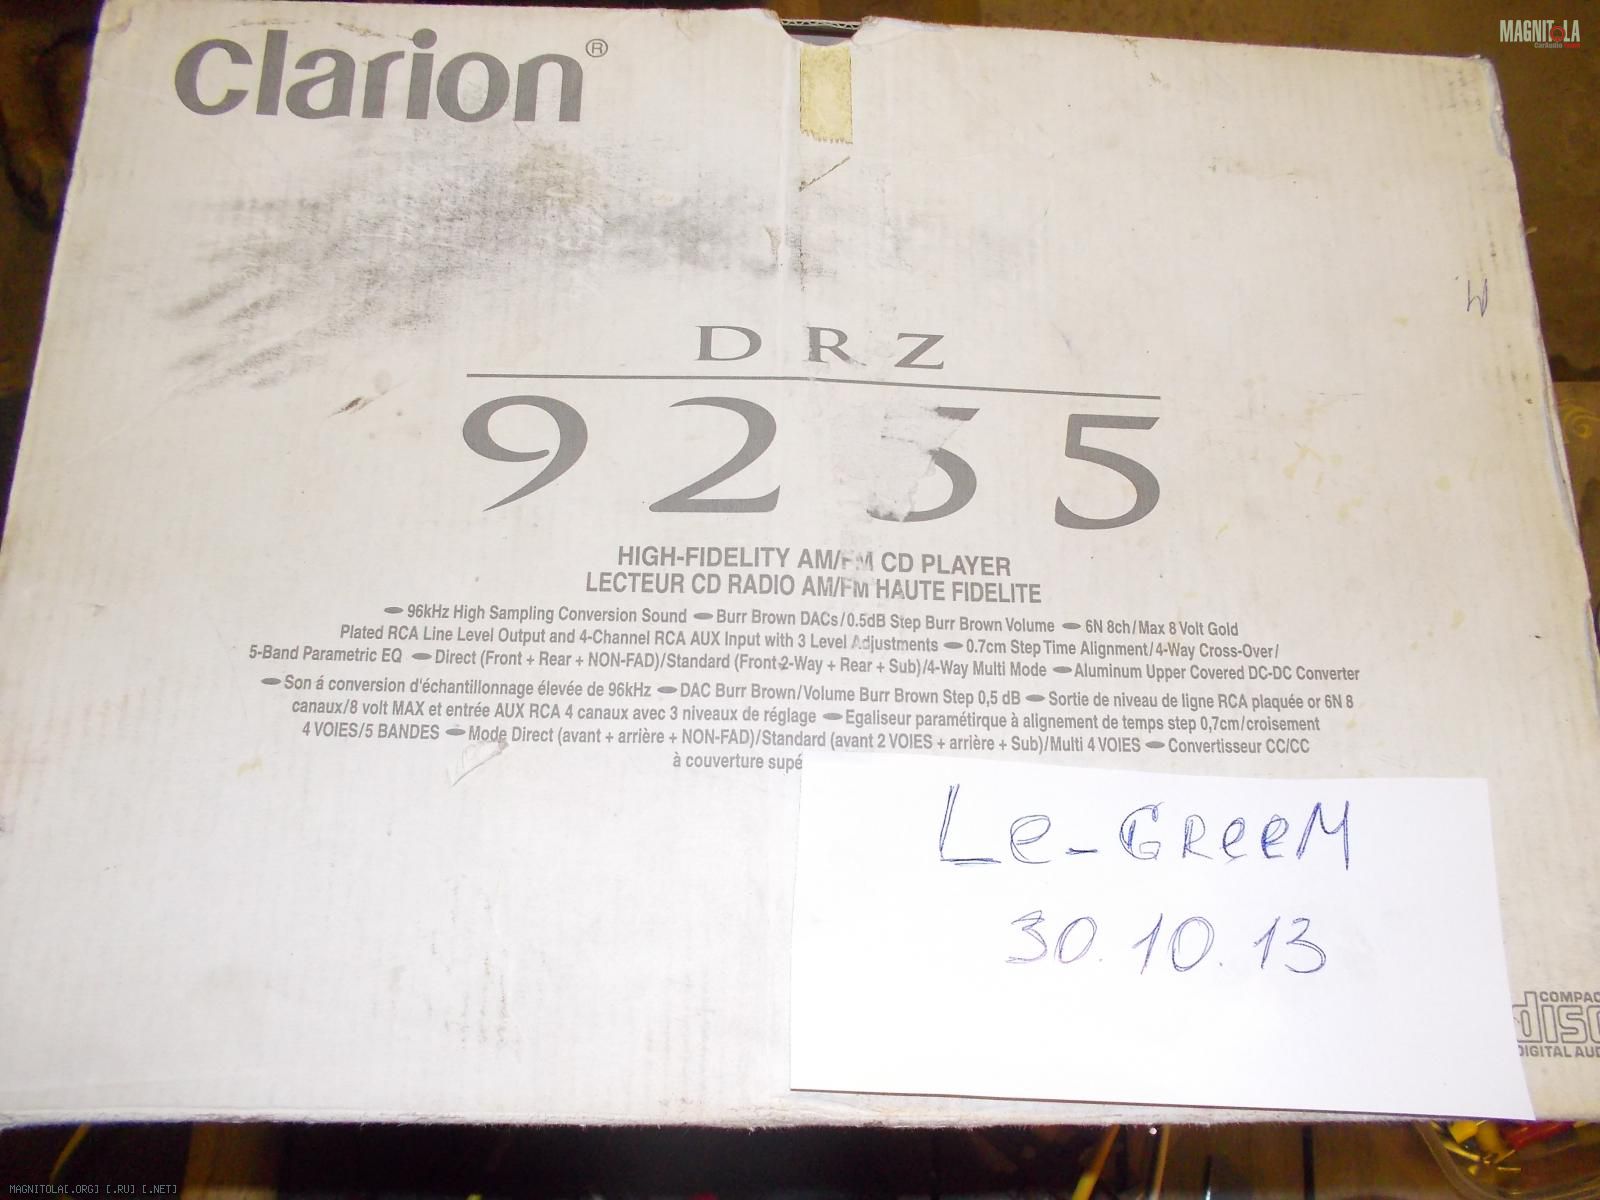 MAGNITOLA
CarAudio Team
clarion®
DRZ
9255
HIGH-FIDELITY AM/FM CD PLAYER
LECTEUR CD RADIO AM/FM HAUTE FIDELITE
96kHz High Sampling Conversion Sound Burr Brown DACs/0.5dB Step Burr Brown Volume 6N 8ch/Max 8 Volt Gold
Plated RCA Line Level Output and 4-Channel RCA AUX Input with 3 Level Adjustments 0.7cm Step Time Alignment/4-Way Cross-Over/
5-Band Parametric EQ Direct (Front + Rear + NON-FAD)/Standard (Front 2-Way + Rear + Sub)/4-Way Multi Mode Aluminum Upper Covered DC-DC Converter
Son á conversion d'échantillonnage élevée de 96kHz DAC Burr Brown/Volume Burr Brown Step 0,5 dB Sortie de niveau de ligne RCA plaquée or 6N 8
canaux/8 volt MAX et entrée AUX RCA 4 canaux avec 3 niveaux de réglage Egaliseur paramétirque à alignement de temps step 0,7cm/croisement
4 VOIES/5 BANDES Mode Direct (avant + arrière + NON-FAD)/Standard (avant 2 VOIES + arrière + Sub)/Multi 4 VOIES Convertisseur CC/CC
à couverture supé
Le-GReeM
30.10.13
COMPAC
disc
DIGITAL AUD
MAGNITOLA[.ORG] [.RU] [.NET]